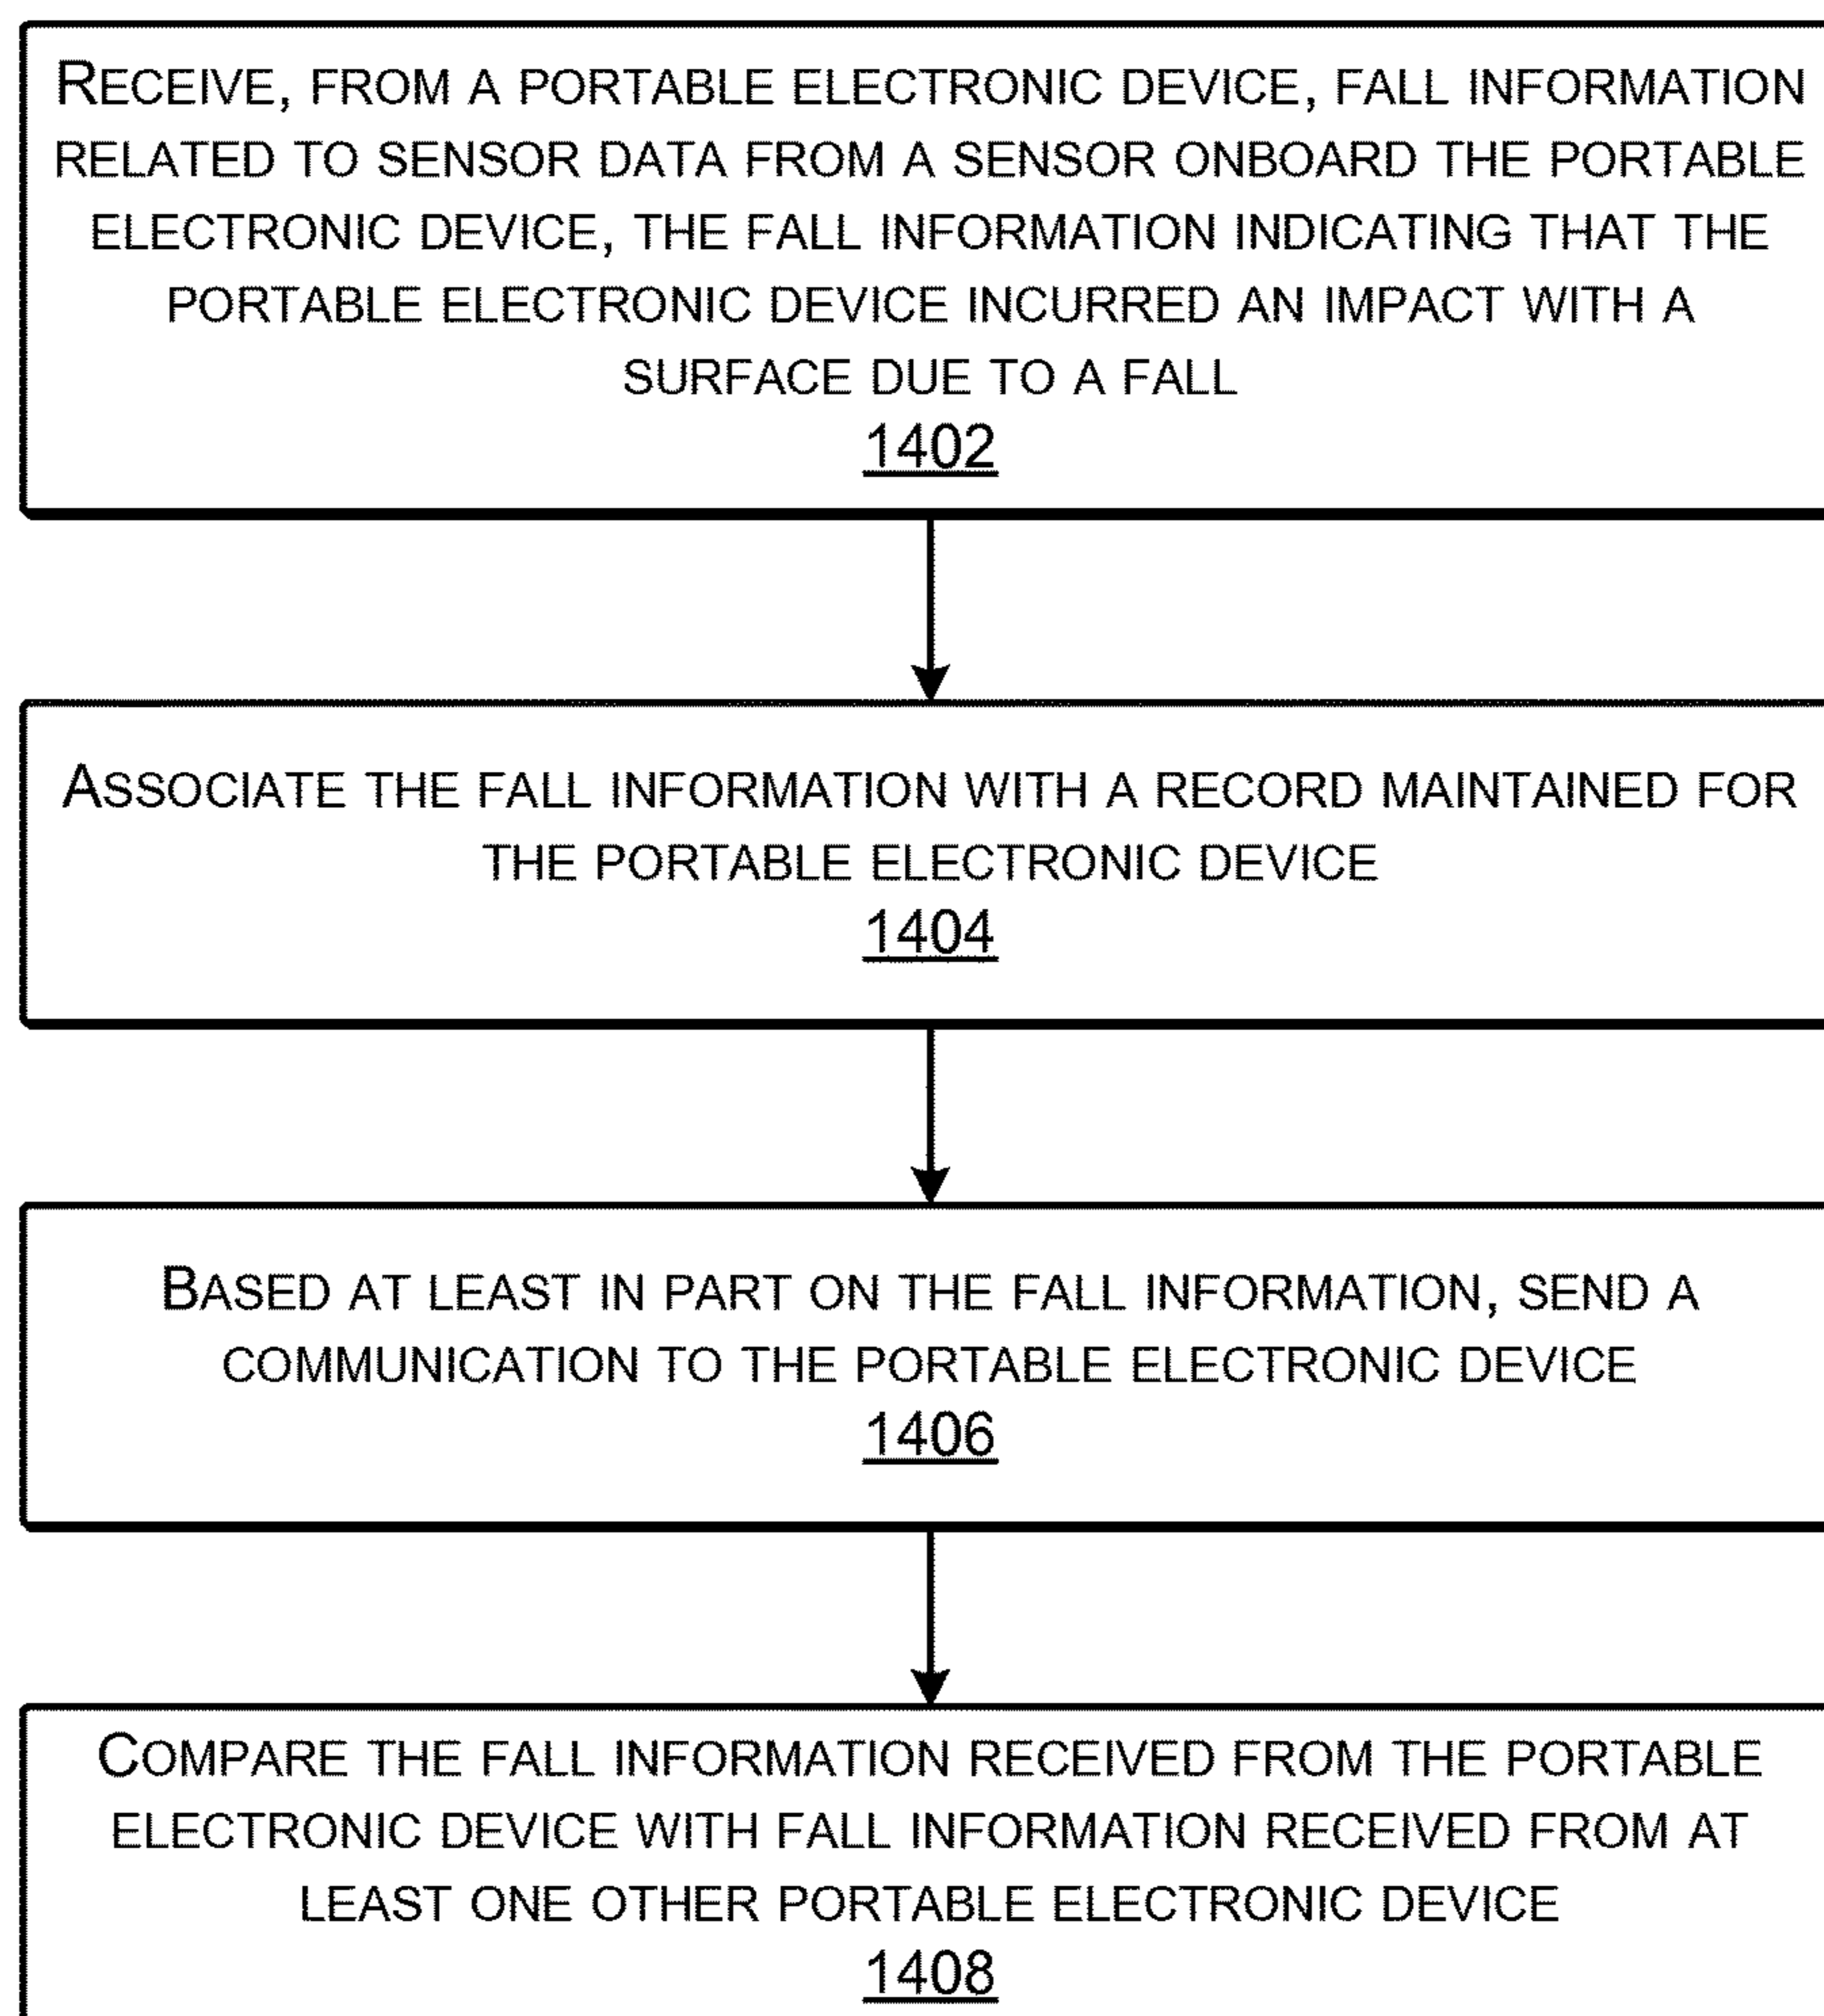 RECEIVE, FROM A PORTABLE ELECTRONIC DEVICE, FALL INFORMATION
RELATED TO SENSOR DATA FROM A SENSOR ONBOARD THE PORTABLE
ELECTRONIC DEVICE, THE FALL INFORMATION INDICATING THAT THE
PORTABLE ELECTRONIC DEVICE INCURRED AN IMPACT WITH A
SURFACE DUE TO A FALL
1402
ASSOCIATE THE FALL INFORMATION WITH A RECORD MAINTAINED FOR
THE PORTABLE ELECTRONIC DEVICE
1404
BASED AT LEAST IN PART ON THE FALL INFORMATION, SEND A
COMMUNICATION TO THE PORTABLE ELECTRONIC DEVICE
1406
COMPARE THE FALL INFORMATION RECEIVED FROM THE PORTABLE
ELECTRONIC DEVICE WITH FALL INFORMATION RECEIVED FROM AT
LEAST ONE OTHER PORTABLE ELECTRONIC DEVICE
1408